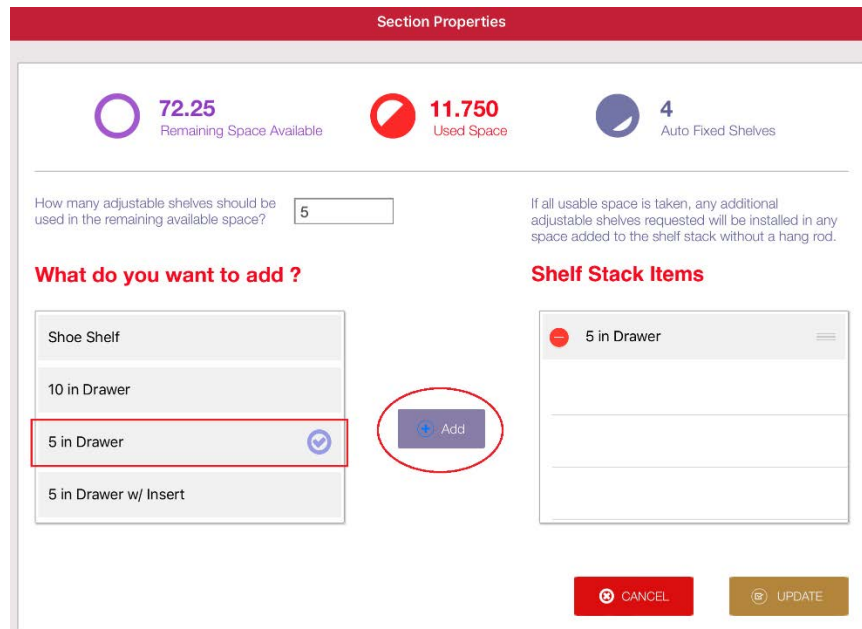 Section Properties
72.25
Remaining Space Available
11.750
Used Space
4
Auto Fixed Shelves
How many adjustable shelves should be
used in the remaining available space?
5
If all usable space is taken, any additional
adjustable shelves requested will be installed in any
space added to the shelf stack without a hang rod.
What do you want to add ?
Shelf Stack Items
Shoe Shelf
10 in Drawer
5 in Drawer
5 in Drawer w/ Insert
Add
5 in Drawer
CANCEL
UPDATE